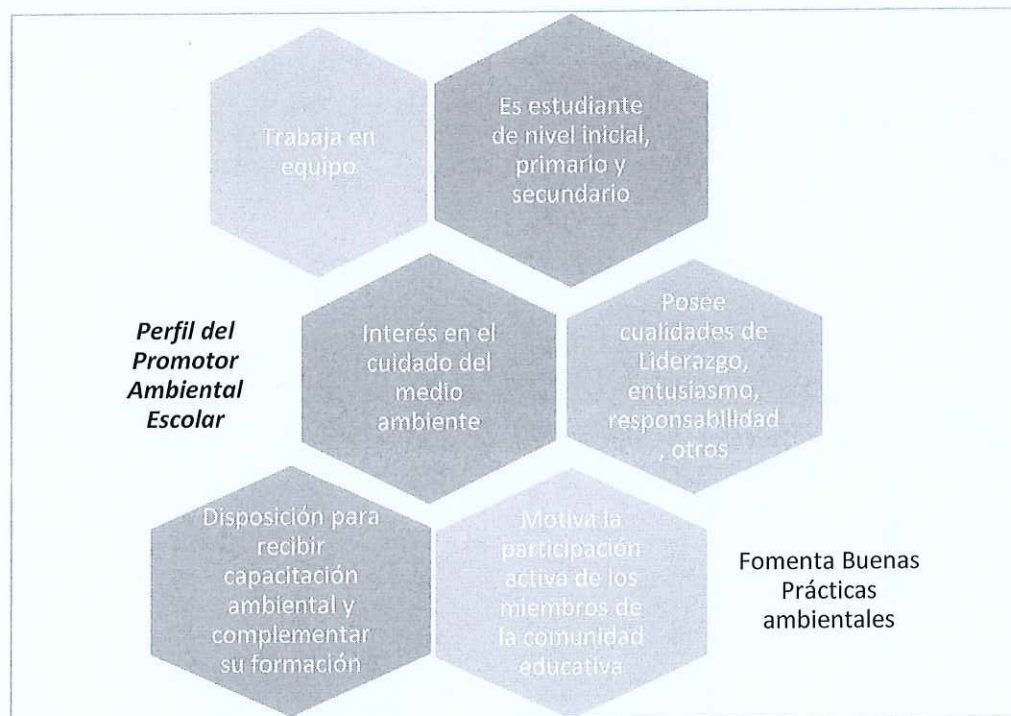 Trabaja en
equipo
Es estudiante
de nivel inicial,
primario y
secundario
Perfil del
Promotor
Ambiental
Escolar
Interés en el
cuidado del
medio
ambiente
Posee
cualidades de
Liderazgo,
entusiasmo,
responsabilidad
, otros
Disposición para
recibir
capacitación
ambiental y
complementar
su formación
Motiva la
participación
activa de los
miembros de
la comunidad
educativa
Fomenta Buenas
Prácticas
ambientales